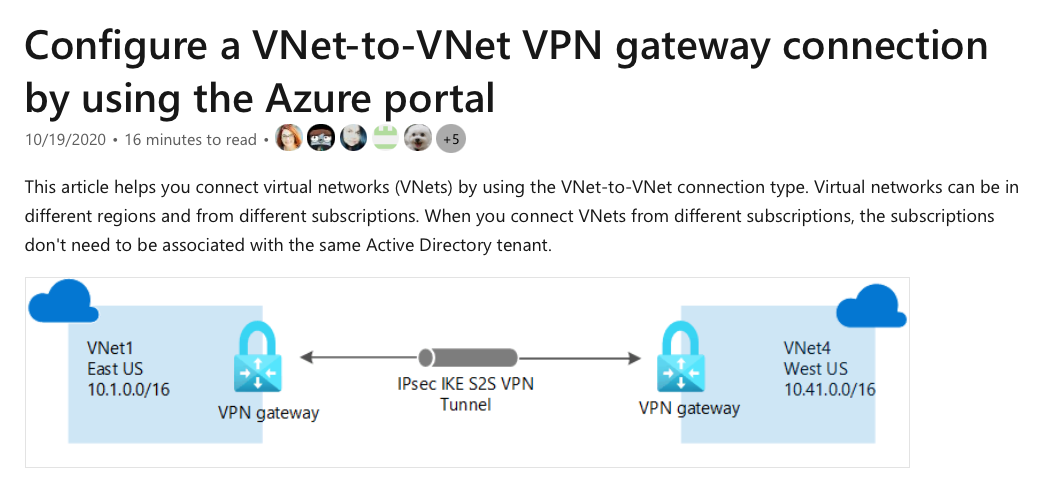 Configure a VNet-to-VNet VPN gateway connection
by using the Azure portal
10/19/2020 • 16 minutes to read • +5
This article helps you connect virtual networks (VNets) by using the VNet-to-VNet connection type. Virtual networks can be in
different regions and from different subscriptions. When you connect VNets from different subscriptions, the subscriptions
don't need to be associated with the same Active Directory tenant.
VNet1
East US
10.1.0.0/16
VPN gateway
IPsec IKE S2S VPN
Tunnel
VPN gateway
VNet4
West US
10.41.0.0/16